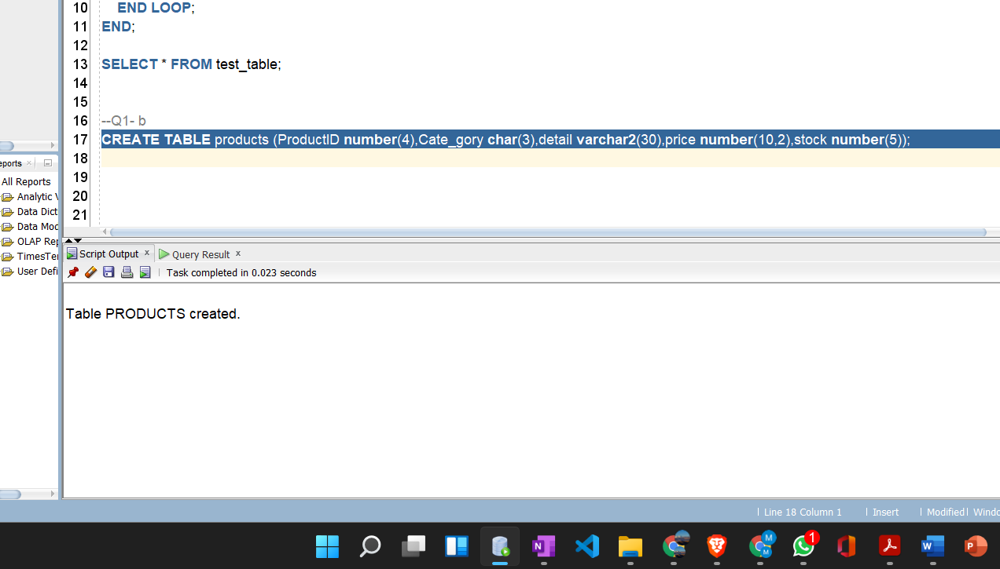 10 END LOOP;
11 END;
12
13 SELECT * FROM test_table;
14
15
16 --Q1- b
17 CREATE TABLE products (ProductID number(4),Cate_gory char(3),detail varchar2(30),price number(10,2),stock number(5));
18
19
20
21
eports
All Reports
Analytic V
Data Dict
Data Mod
OLAP Rep
TimesTe
User Defi
Script Output x Query Result x
Task completed in 0.023 seconds
Table PRODUCTS created.
Line 18 Column 1 Insert Modified Windo
N M M 1 W P